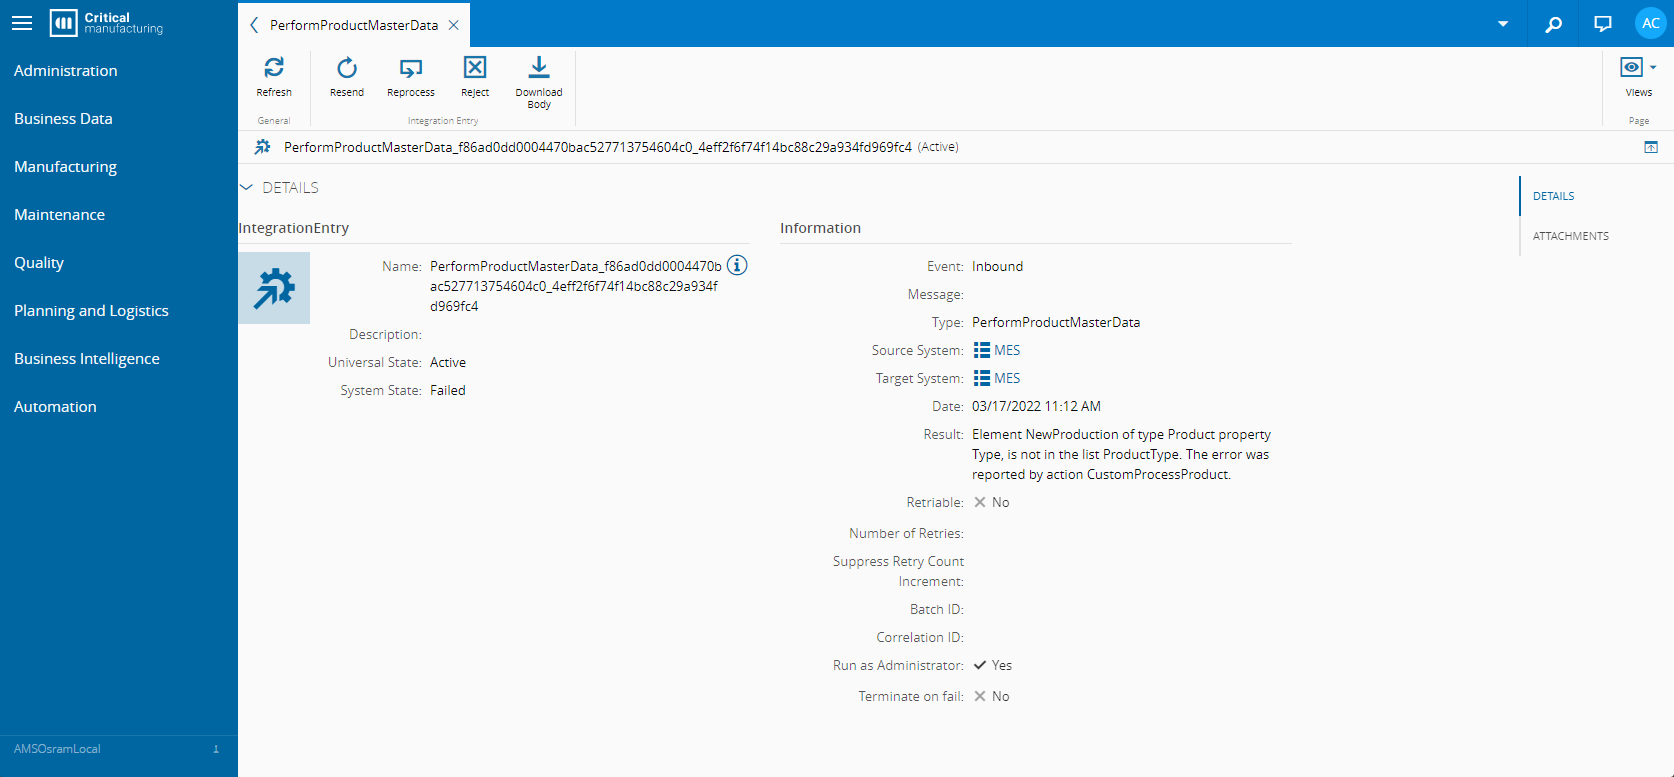 Critical
manufacturing
PerformProductMasterData
AC
Administration
Business Data
Manufacturing
Maintenance
Quality
Planning and Logistics
Business Intelligence
Automation
AMSOsramLocal 1
Refresh Resend Reprocess Reject Download
Body
General Integration Entry
Views
Page
PerformProductMasterData_f86ad0dd0004470bac527713754604c0_4eff2f6f74f14bc88c29a934fd969fc4 (Active)
DETAILS
IntegrationEntry
Name: PerformProductMasterData_f86ad0dd0004470b
ac527713754604c0_4eff2f6f74f14bc88c29a934f
d969fc4
Description:
Universal State: Active
System State: Failed
Information
Event: Inbound
Message:
Type: PerformProductMasterData
Source System: MES
Target System: MES
Date: 03/17/2022 11:12 AM
Result: Element NewProduction of type Product property
Type, is not in the list ProductType. The error was
reported by action CustomProcessProduct.
Retriable: No
Number of Retries:
Suppress Retry Count
Increment:
Batch ID:
Correlation ID:
Run as Administrator: Yes
Terminate on fail: No
DETAILS
ATTACHMENTS